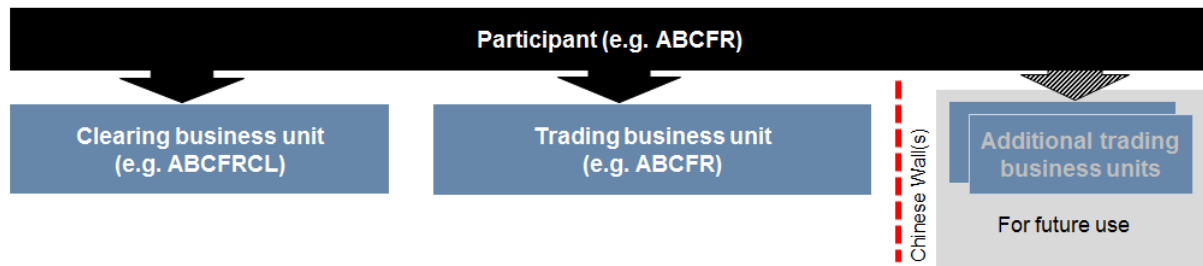 Participant (e.g. ABCFR)
Clearing business unit
(e.g. ABCFRCL)
Trading business unit
(e.g. ABCFR)
Chinese Wall(s)
Additional trading
business units
For future use